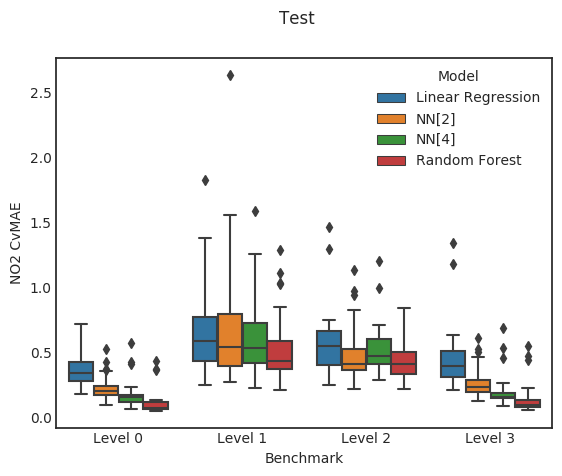 Test
Model
Linear Regression
NN[2]
NN[4]
Random Forest
NO2 CvMAE
2.5
2.0
1.5
1.0
0.5
0.0
Level 0 Level 1 Level 2 Level 3
Benchmark